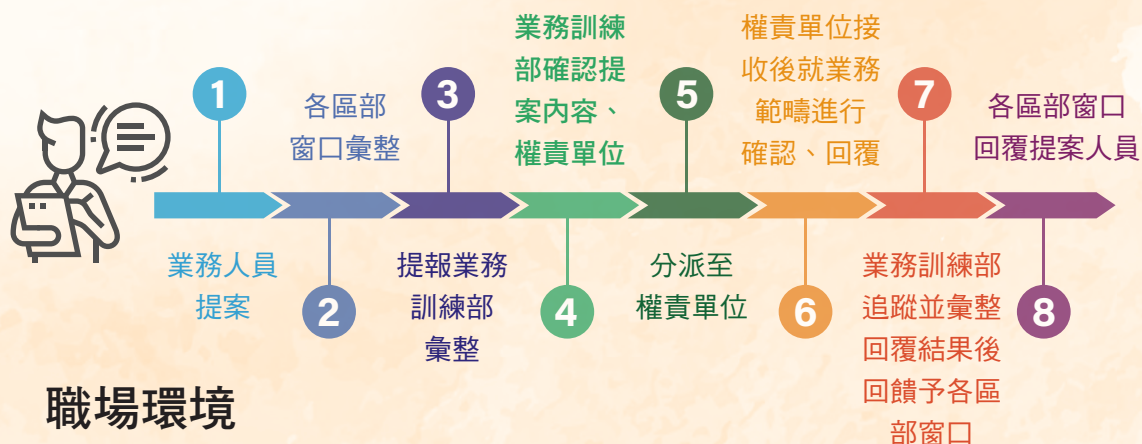 1
業務人員
提案
2
各區部
窗口彙整
3
提報業務
訓練部
彙整
4
業務訓練
部確認提
案內容、
權責單位
5
分派至
權責單位
6
權責單位接
收後就業務
範疇進行
確認、回覆
7
業務訓練部
追蹤並彙整
回覆結果後
回饋予各區
部窗口
8
各區部窗口
回覆提案人員
職場環境